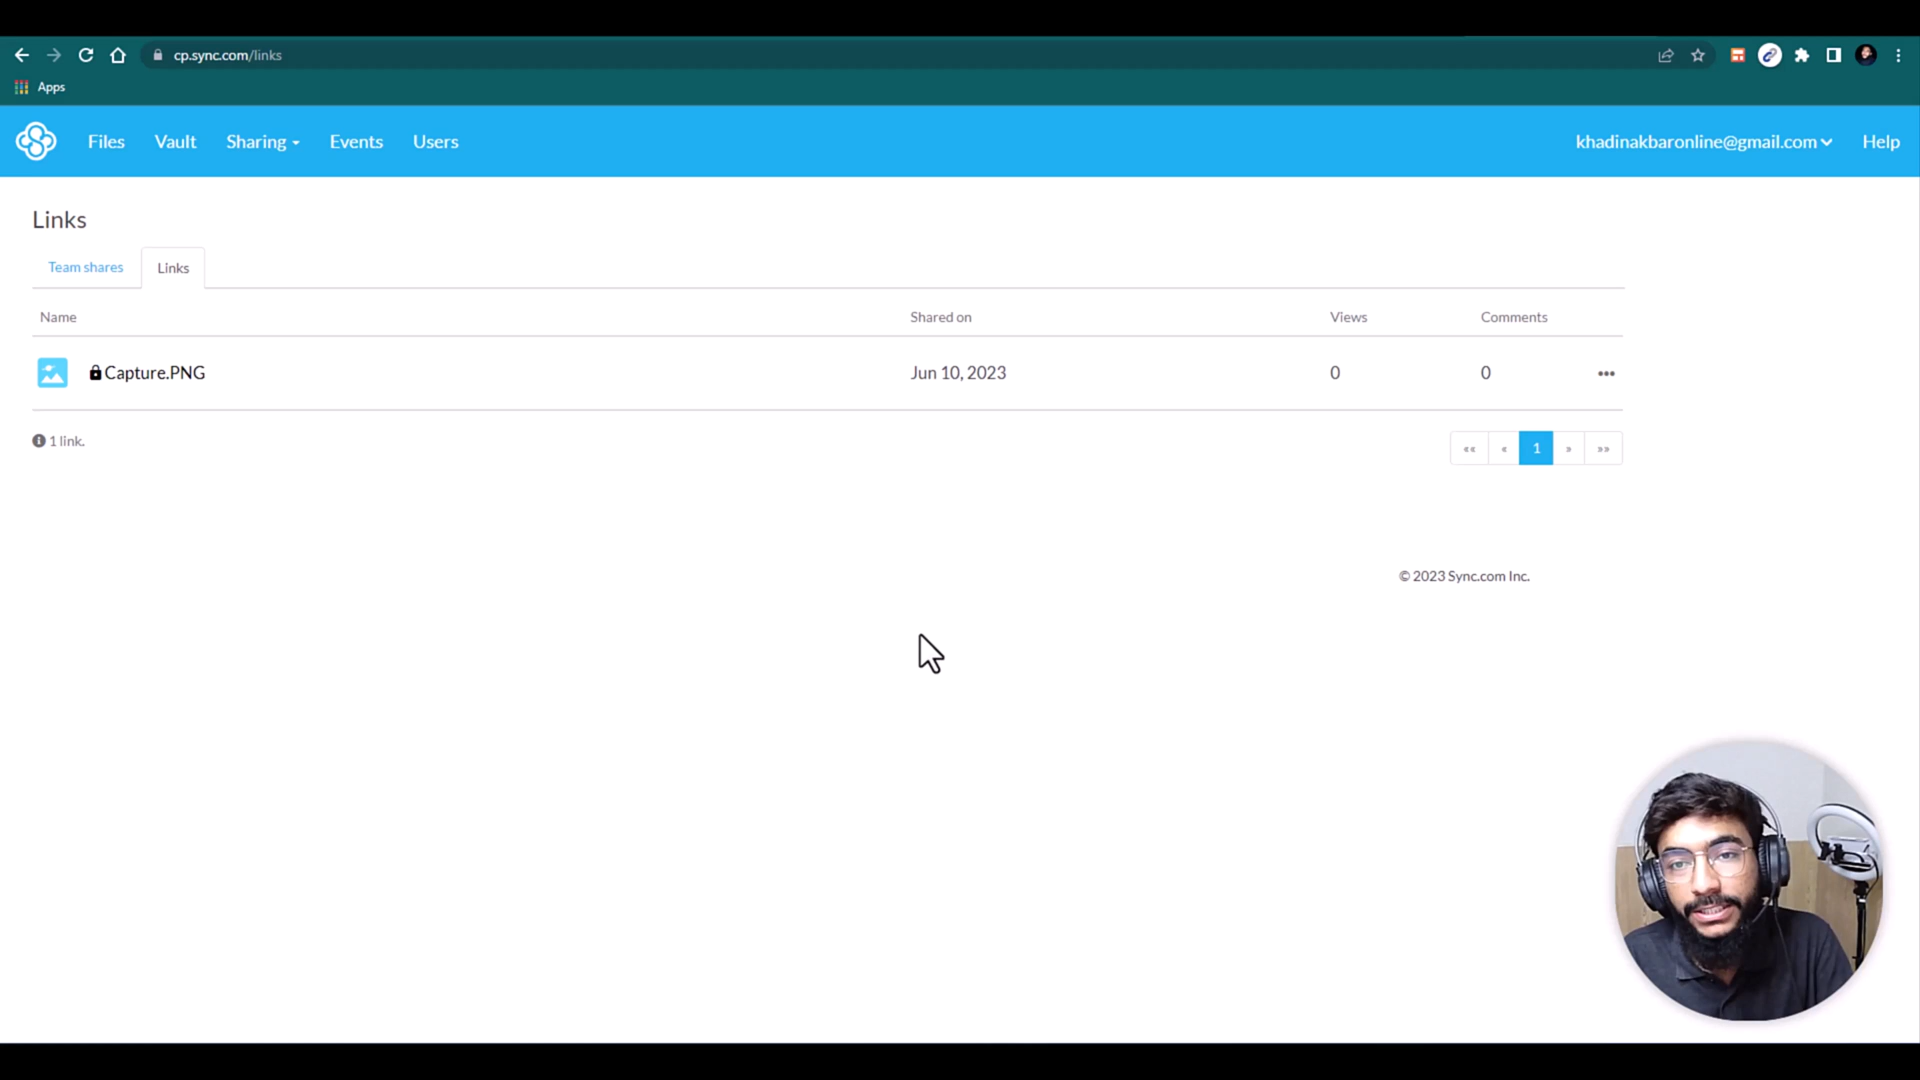 cp.sync.com/links
Apps
Files Vault Sharing Events Users khadinakbaronline@gmail.com Help
Links
Team shares Links
Name Shared on Views Comments
Capture.PNG Jun 10, 2023 0 0 •••
1 link.
«« « 1 » »»
© 2023 Sync.com Inc.